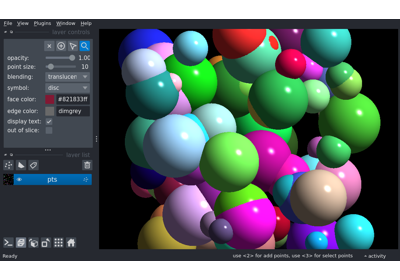 File View Plugins Window Help
layer controls
opacity: 1.00
point size: 10
blending: translucen
symbol: disc
face color: #821833ff
edge color: dimgrey
display text:
out of slice:
layer list
pts
Ready use <2> for add points, use <3> for select points activity